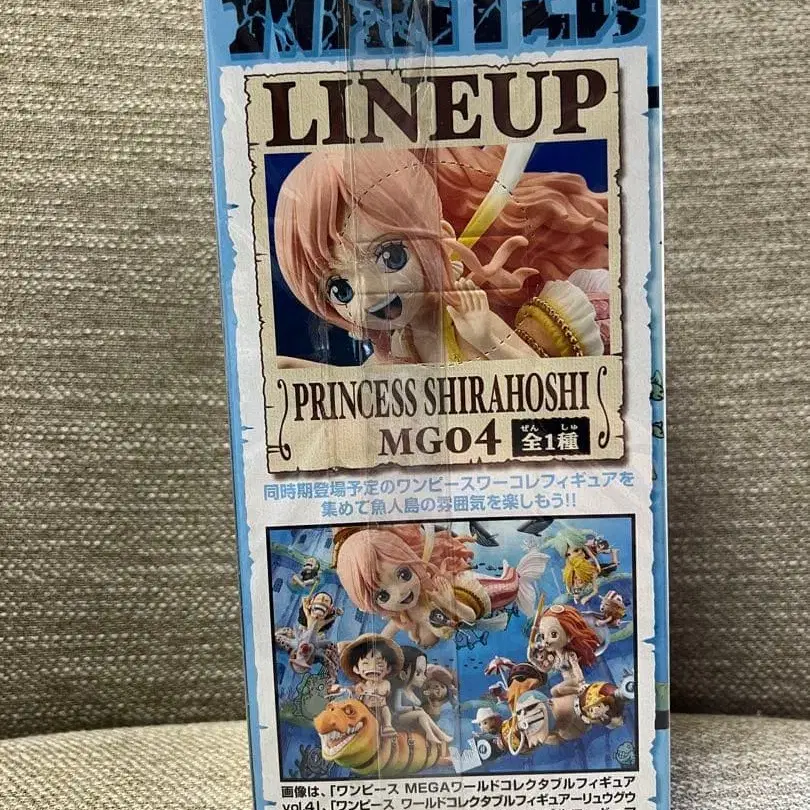 WANTED
LINEUP
PRINCESS SHIRAHOSHI
MG04 全1種
ぜん しゅ
同時期登場予定のワンピースワーコレフィギュアを
集めて魚人島の雰囲気を楽しもう!!
画像は、「ワンピース MEGAワールドコレクタブルフィギュア
vol.4」、「ワンピース ワールドコレクタブルフィギュアーリュウグウ